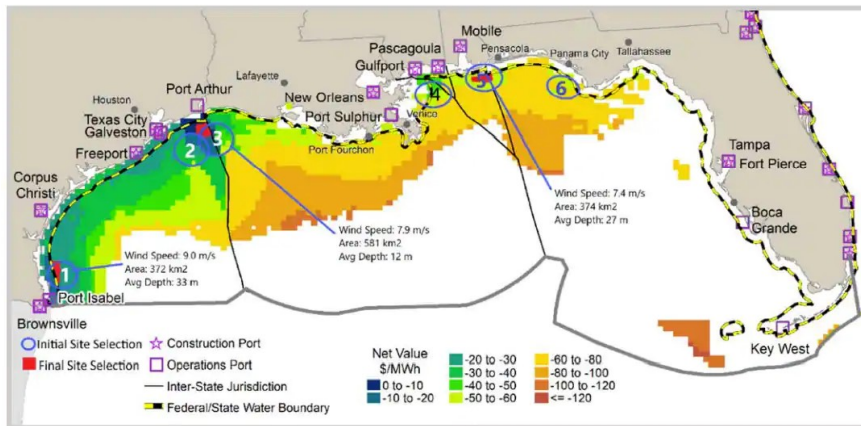 Mobile
Pascagoula
Pensacola
Panama City
Tallahassee
Gulfport
Lafayette
Port Arthur
New Orleans
Houston
Texas City
Port Sulphur
Venice
Galveston
Port Fourchon
Freeport
Tampa
Fort Pierce
Corpus
Christi
Boca
Grande
1
2
3
4
5
6
Wind Speed: 9.0 m/s
Area: 372 km2
Avg Depth: 33 m
Wind Speed: 7.9 m/s
Area: 581 km2
Avg Depth: 12 m
Wind Speed: 7.4 m/s
Area: 374 km2
Avg Depth: 27 m
Port Isabel
Brownsville
Key West
Initial Site Selection
Construction Port
Final Site Selection
Operations Port
Inter-State Jurisdiction
Federal/State Water Boundary
Net Value
$/MWh
0 to -10
-10 to -20
-20 to -30
-30 to -40
-40 to -50
-50 to -60
-60 to -80
-80 to -100
-100 to -120
<= -120